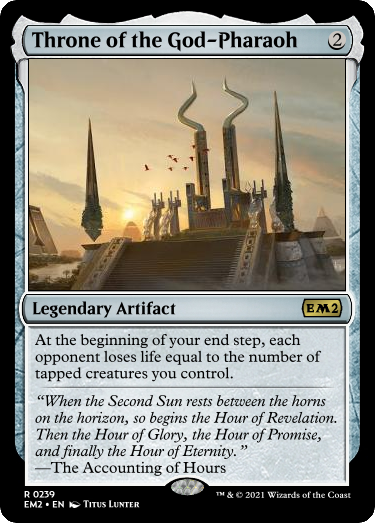 Throne of the God-Pharaoh 2
Legendary Artifact EM2
At the beginning of your end step, each
opponent loses life equal to the number of
tapped creatures you control.
“When the Second Sun rests between the horns
on the horizon, so begins the Hour of Revelation.
Then the Hour of Glory, the Hour of Promise,
and finally the Hour of Eternity.”
—The Accounting of Hours
R 0239
EM2 • EN Titus Lunter
™ & © 2021 Wizards of the Coast